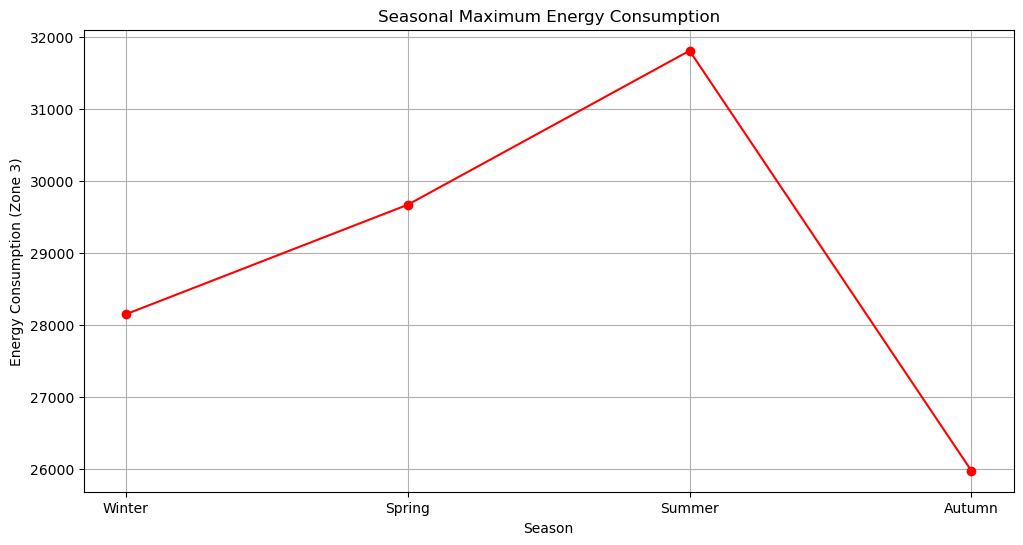 Seasonal Maximum Energy Consumption
32000
31000
30000
29000
28000
27000
26000
Energy Consumption (Zone 3)
Winter Spring Summer Autumn
Season